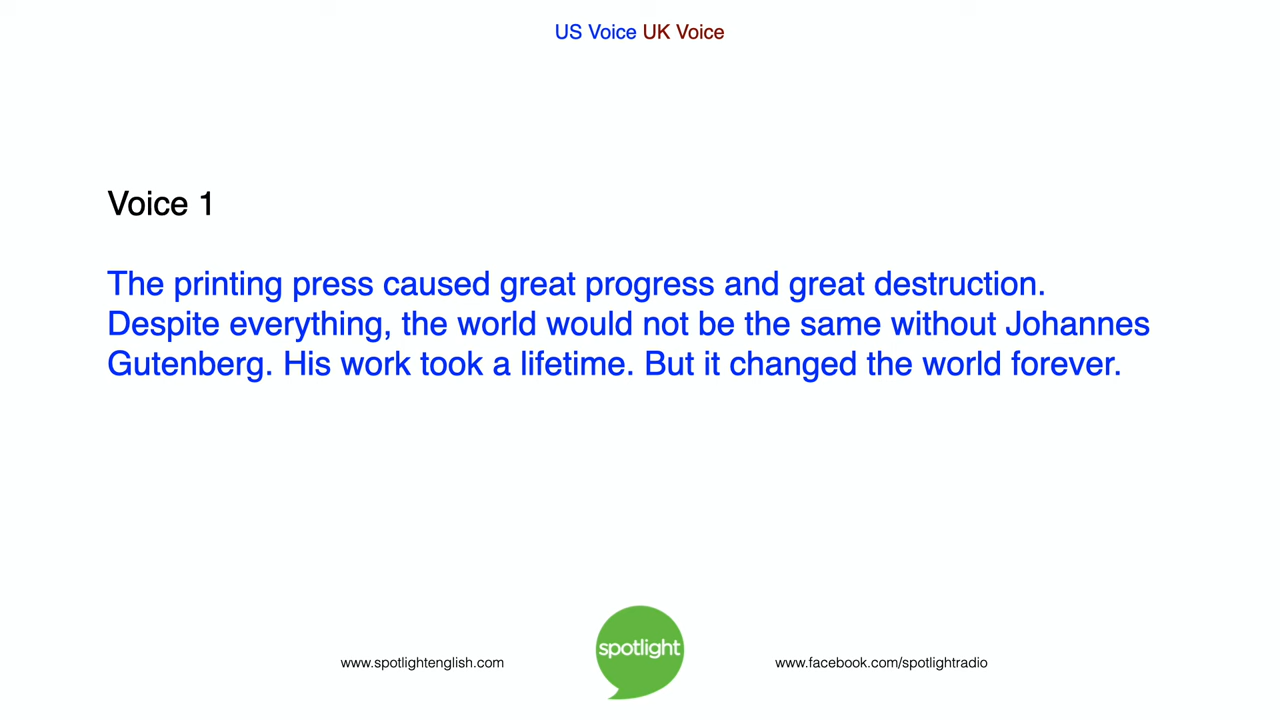 US Voice UK Voice
Voice 1
The printing press caused great progress and great destruction.
Despite everything, the world would not be the same without Johannes
Gutenberg. His work took a lifetime. But it changed the world forever.
www.spotlightenglish.com
spotlight
www.facebook.com/spotlightradio